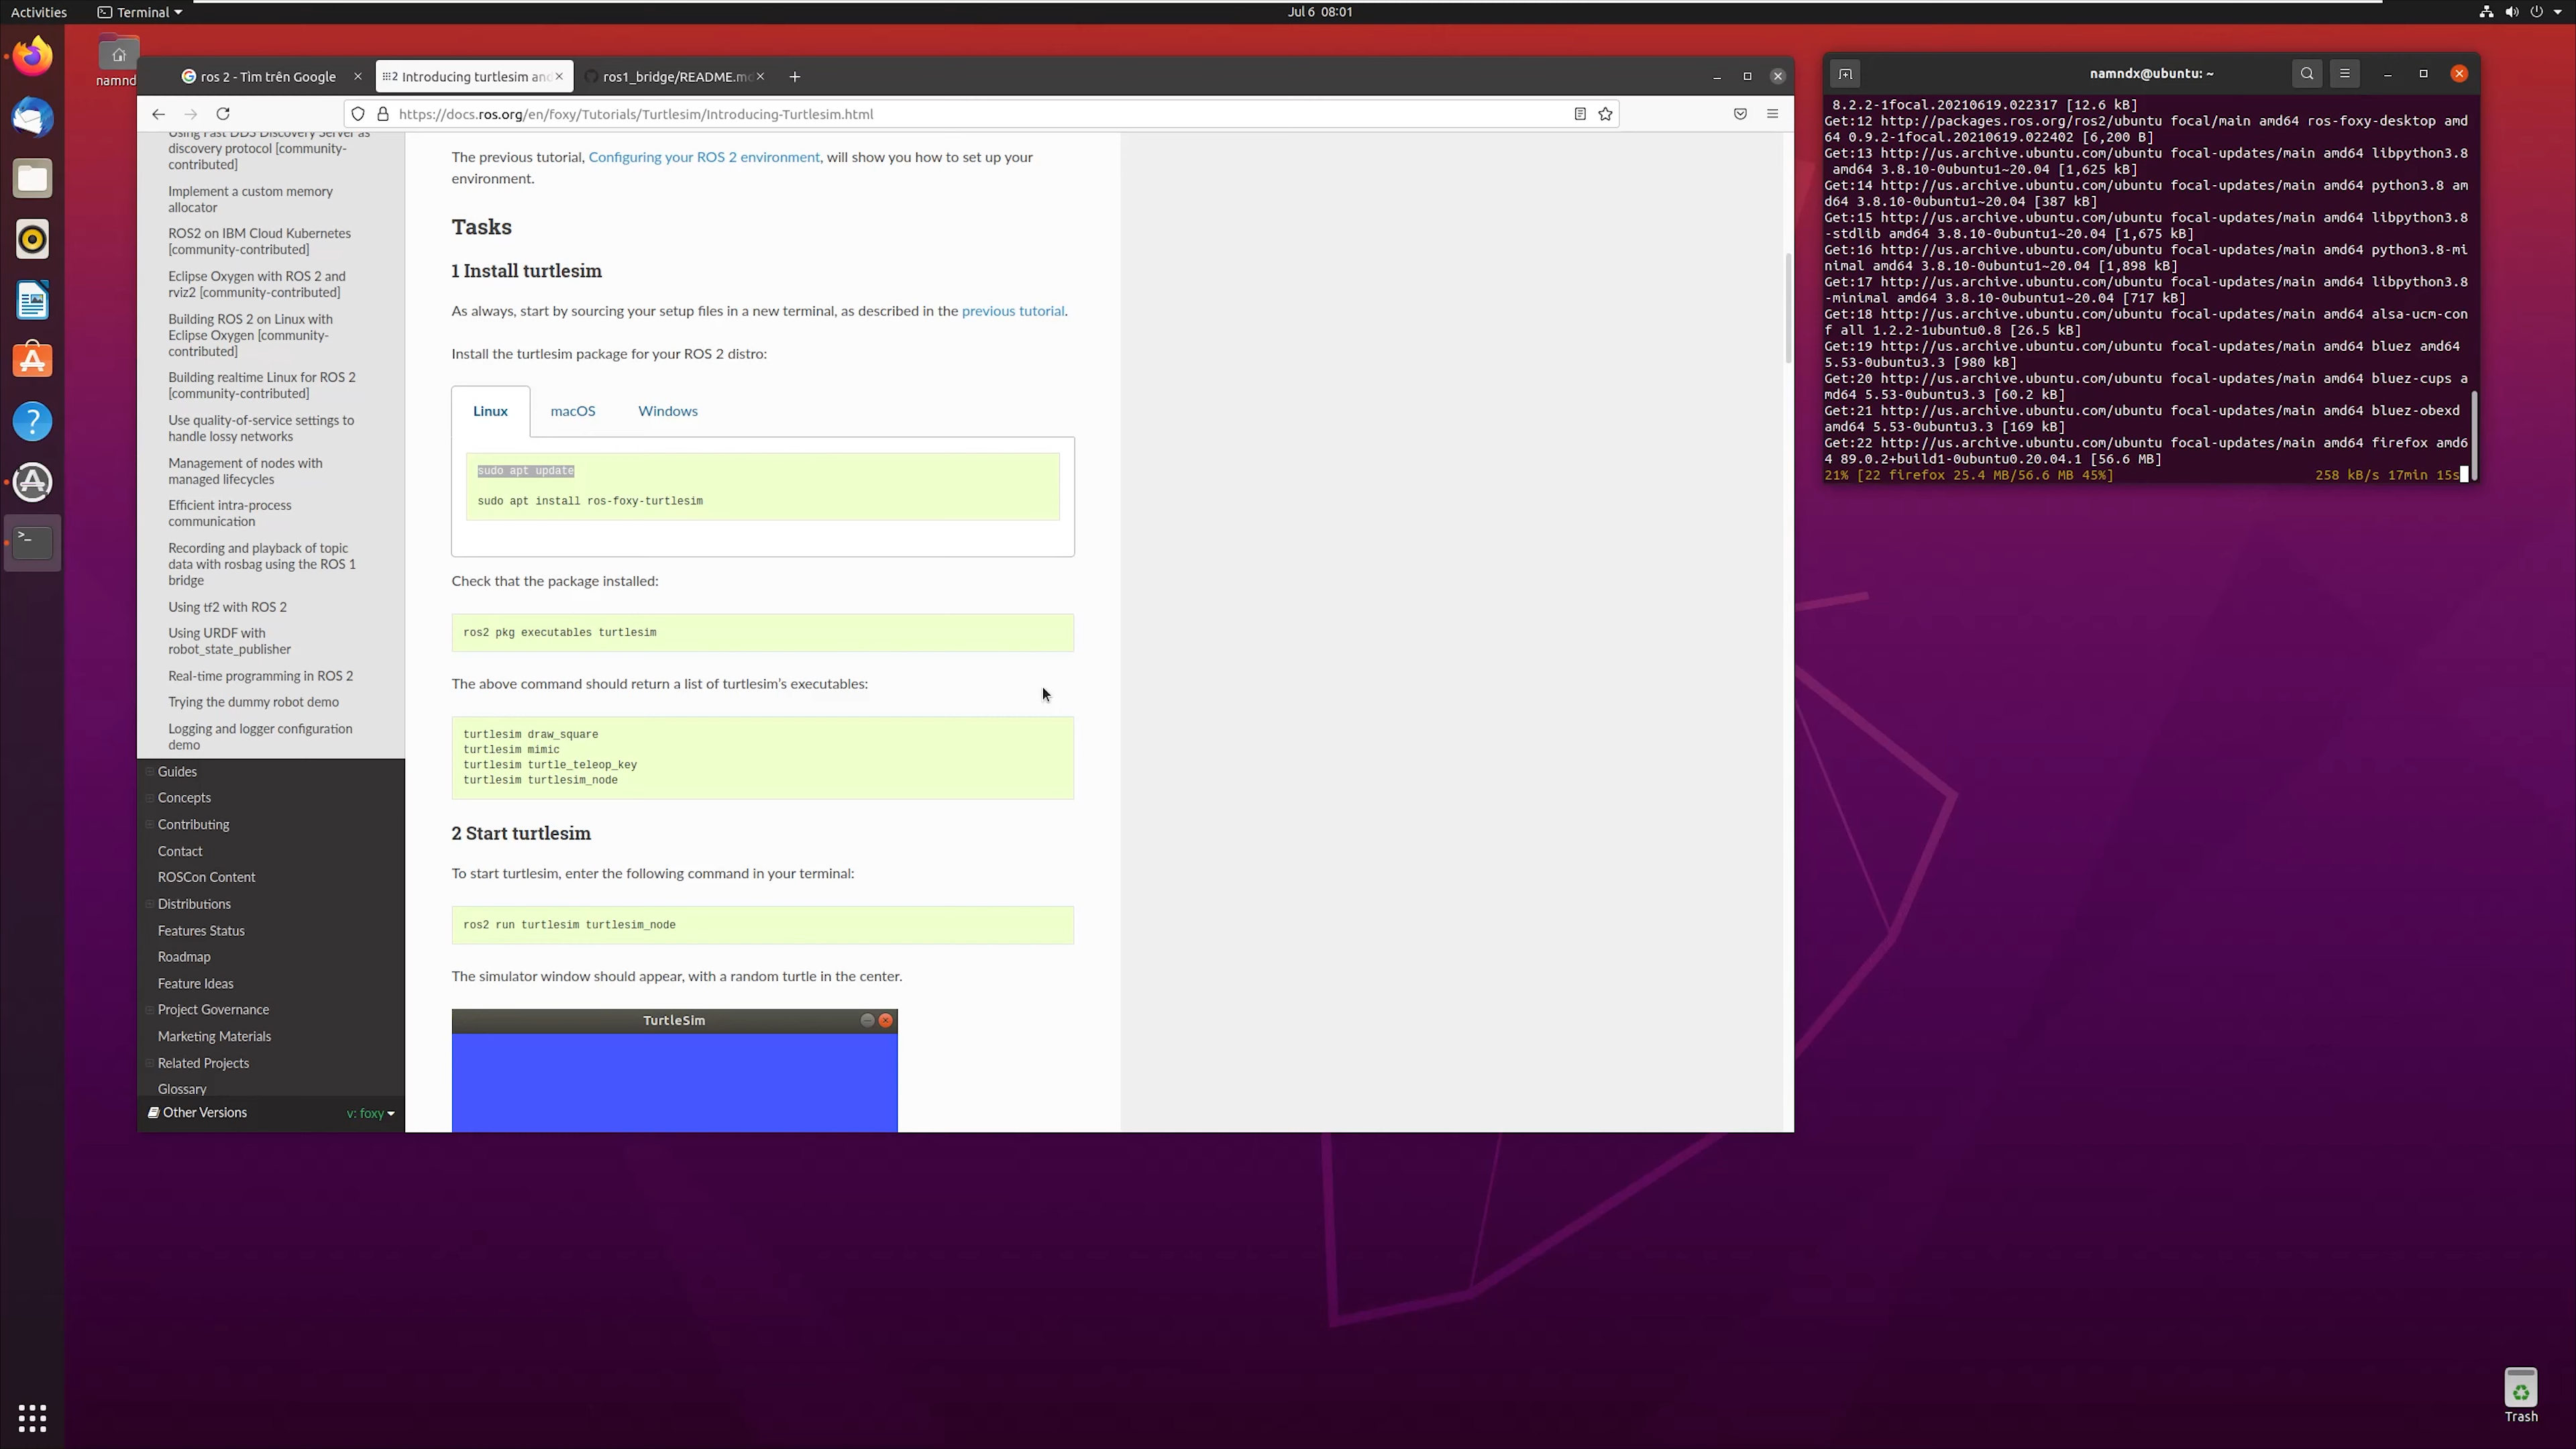 Activities
Terminal
Jul 6 08:01
namnd
ros 2 - Tìm trên Google
Introducing turtlesim and
ros1_bridge/README.md
https://docs.ros.org/en/foxy/Tutorials/Turtlesim/Introducing-Turtlesim.html
Using Fast DDS Discovery Server as
discovery protocol [community-
contributed]
Implement a custom memory
allocator
ROS2 on IBM Cloud Kubernetes
[community-contributed]
Eclipse Oxygen with ROS 2 and
rviz2 [community-contributed]
Building ROS 2 on Linux with
Eclipse Oxygen [community-
contributed]
Building realtime Linux for ROS 2
[community-contributed]
Use quality-of-service settings to
handle lossy networks
Management of nodes with
managed lifecycles
Efficient intra-process
communication
Recording and playback of topic
data with rosbag using the ROS 1
bridge
Using tf2 with ROS 2
Using URDF with
robot_state_publisher
Real-time programming in ROS 2
Trying the dummy robot demo
Logging and logger configuration
demo
Guides
Concepts
Contributing
Contact
ROSCon Content
Distributions
Features Status
Roadmap
Feature Ideas
Project Governance
Marketing Materials
Related Projects
Glossary
Other Versions
v: foxy
The previous tutorial, Configuring your ROS 2 environment, will show you how to set up your
environment.
Tasks
1 Install turtlesim
As always, start by sourcing your setup files in a new terminal, as described in the previous tutorial.
Install the turtlesim package for your ROS 2 distro:
Linux
macOS
Windows
sudo apt update
sudo apt install ros-foxy-turtlesim
Check that the package installed:
ros2 pkg executables turtlesim
The above command should return a list of turtlesim’s executables:
turtlesim draw_square
turtlesim mimic
turtlesim turtle_teleop_key
turtlesim turtlesim_node
2 Start turtlesim
To start turtlesim, enter the following command in your terminal:
ros2 run turtlesim turtlesim_node
The simulator window should appear, with a random turtle in the center.
TurtleSim
namndx@ubuntu: ~
8.2.2-1focal.20210619.022317 [12.6 kB]
Get:12 http://packages.ros.org/ros2/ubuntu focal/main amd64 ros-foxy-desktop amd
64 0.9.2-1focal.20210619.022402 [6,200 B]
Get:13 http://us.archive.ubuntu.com/ubuntu focal-updates/main amd64 libpython3.8
amd64 3.8.10-0ubuntu1~20.04 [1,625 kB]
Get:14 http://us.archive.ubuntu.com/ubuntu focal-updates/main amd64 python3.8 am
d64 3.8.10-0ubuntu1~20.04 [387 kB]
Get:15 http://us.archive.ubuntu.com/ubuntu focal-updates/main amd64 libpython3.8
-stdlib amd64 3.8.10-0ubuntu1~20.04 [1,675 kB]
Get:16 http://us.archive.ubuntu.com/ubuntu focal-updates/main amd64 python3.8-mi
nimal amd64 3.8.10-0ubuntu1~20.04 [1,898 kB]
Get:17 http://us.archive.ubuntu.com/ubuntu focal-updates/main amd64 libpython3.8
-minimal amd64 3.8.10-0ubuntu1~20.04 [717 kB]
Get:18 http://us.archive.ubuntu.com/ubuntu focal-updates/main amd64 alsa-ucm-con
f all 1.2.2-1ubuntu0.8 [26.5 kB]
Get:19 http://us.archive.ubuntu.com/ubuntu focal-updates/main amd64 bluez amd64
5.53-0ubuntu3.3 [980 kB]
Get:20 http://us.archive.ubuntu.com/ubuntu focal-updates/main amd64 bluez-cups a
md64 5.53-0ubuntu3.3 [60.2 kB]
Get:21 http://us.archive.ubuntu.com/ubuntu focal-updates/main amd64 bluez-obexd
amd64 5.53-0ubuntu3.3 [169 kB]
Get:22 http://us.archive.ubuntu.com/ubuntu focal-updates/main amd64 firefox amd6
4 89.0.2+build1-0ubuntu0.20.04.1 [56.6 MB]
21% [22 firefox 25.4 MB/56.6 MB 45%] 258 kB/s 17min 15s
Trash